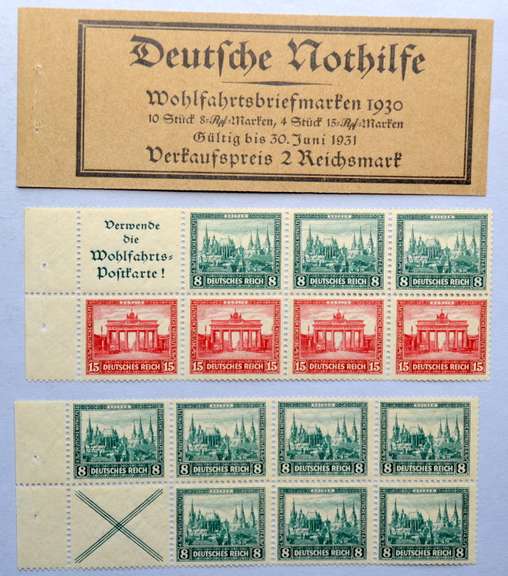 Deutsche Nothilfe
Wohlfahrtsbriefmarken 1930
10 Stück 8=Rpf=Marken, 4 Stück 15=Rpf=Marken
Gültig bis 30. Juni 1931
Verkaufspreis 2 Reichsmark
Verwende
die
Wohlfahrts-
Postkarte!
8 DEUTSCHES REICH 8
8 DEUTSCHES REICH 8
8 DEUTSCHES REICH 8
15 DEUTSCHES REICH 15
15 DEUTSCHES REICH 15
15 DEUTSCHES REICH 15
15 DEUTSCHES REICH 15
8 DEUTSCHES REICH 8
8 DEUTSCHES REICH 8
8 DEUTSCHES REICH 8
8 DEUTSCHES REICH 8
8 DEUTSCHES REICH 8
8 DEUTSCHES REICH 8
8 DEUTSCHES REICH 8